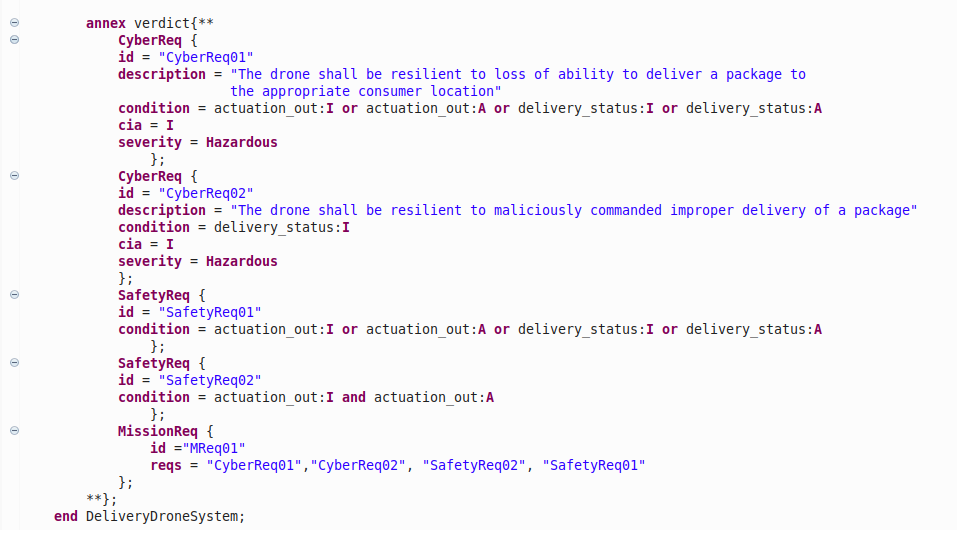 annex verdict{**
CyberReq {
id = "CyberReq01"
description = "The drone shall be resilient to loss of ability to deliver a package to
the appropriate consumer location"
condition = actuation_out:I or actuation_out:A or delivery_status:I or delivery_status:A
cia = I
severity = Hazardous
};
CyberReq {
id = "CyberReq02"
description = "The drone shall be resilient to maliciously commanded improper delivery of a package"
condition = delivery_status:I
cia = I
severity = Hazardous
};
SafetyReq {
id = "SafetyReq01"
condition = actuation_out:I or actuation_out:A or delivery_status:I or delivery_status:A
};
SafetyReq {
id = "SafetyReq02"
condition = actuation_out:I and actuation_out:A
};
MissionReq {
id ="MReq01"
reqs = "CyberReq01","CyberReq02", "SafetyReq02", "SafetyReq01"
};
**};
end DeliveryDroneSystem;